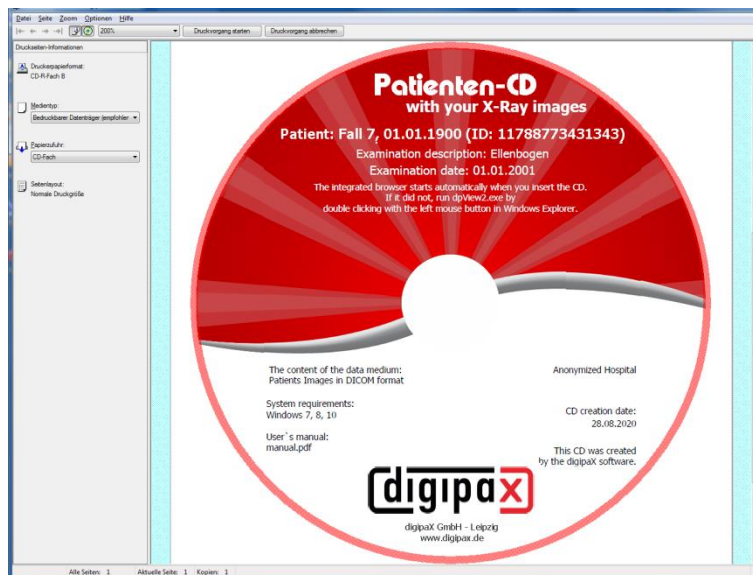 Datei Seite Zoom Optionen Hilfe
200% Druckvorgang starten Druckvorgang abbrechen
Druckseiten-Informationen
Druckerpapierformat:
CD-R-Fach B
Medientyp:
Bedruckbarer Datenträger (empfohler
Papierzufuhr:
CD-Fach
Seitenlayout:
Normale Druckgröße
Patienten-CD
with your X-Ray images
Patient: Fall 7, 01.01.1900 (ID: 11788773431343)
Examination description: Ellenbogen
Examination date: 01.01.2001
The integrated browser starts automatically when you insert the CD.
If it did not, run dpView2.exe by
double clicking with the left mouse button in Windows Explorer.
The content of the data medium:
Patients Images in DICOM format
System requirements:
Windows 7, 8, 10
User`s manual:
manual.pdf
Anonymized Hospital
CD creation date:
28.08.2020
This CD was created
by the digipaX software.
digipax
digipaX GmbH - Leipzig
www.digipax.de
Alle Seiten: 1 Aktuelle Seite: 1 Kopien: 1